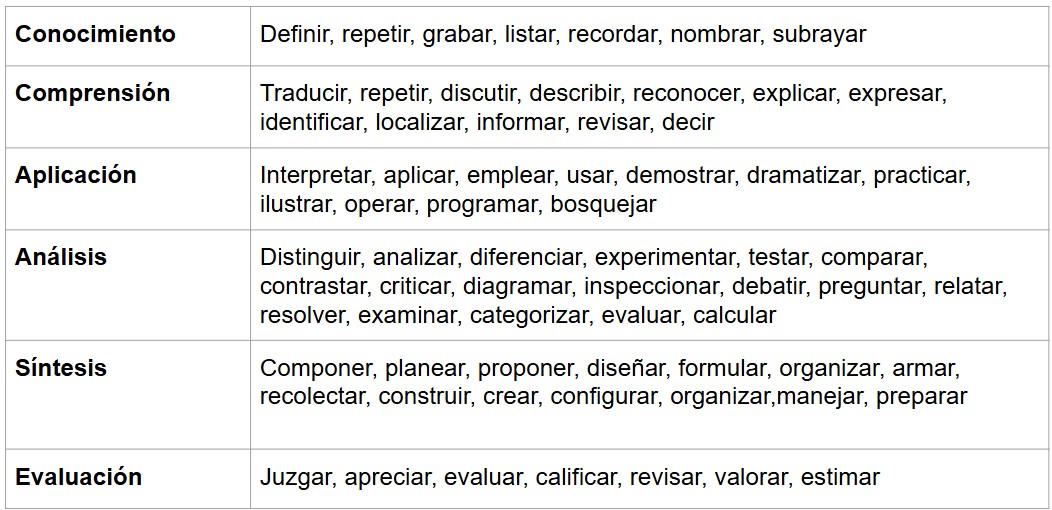 Conocimiento Definir, repetir, grabar, listar, recordar, nombrar, subrayar
Comprensión Traducir, repetir, discutir, describir, reconocer, explicar, expresar,
identificar, localizar, informar, revisar, decir
Aplicación Interpretar, aplicar, emplear, usar, demostrar, dramatizar, practicar,
ilustrar, operar, programar, bosquejar
Análisis Distinguir, analizar, diferenciar, experimentar, testar, comparar,
contrastar, criticar, diagramar, inspeccionar, debatir, preguntar, relatar,
resolver, examinar, categorizar, evaluar, calcular
Síntesis Componer, planear, proponer, diseñar, formular, organizar, armar,
recolectar, construir, crear, configurar, organizar,manejar, preparar
Evaluación Juzgar, apreciar, evaluar, calificar, revisar, valorar, estimar